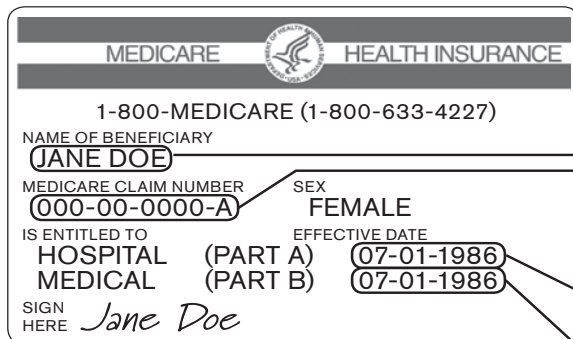 MEDICARE HEALTH INSURANCE
1-800-MEDICARE (1-800-633-4227)
NAME OF BENEFICIARY
JANE DOE
MEDICARE CLAIM NUMBER SEX
000-00-0000-A FEMALE
IS ENTITLED TO EFFECTIVE DATE
HOSPITAL (PART A) 07-01-1986
MEDICAL (PART B) 07-01-1986
SIGN
HERE Jane Doe